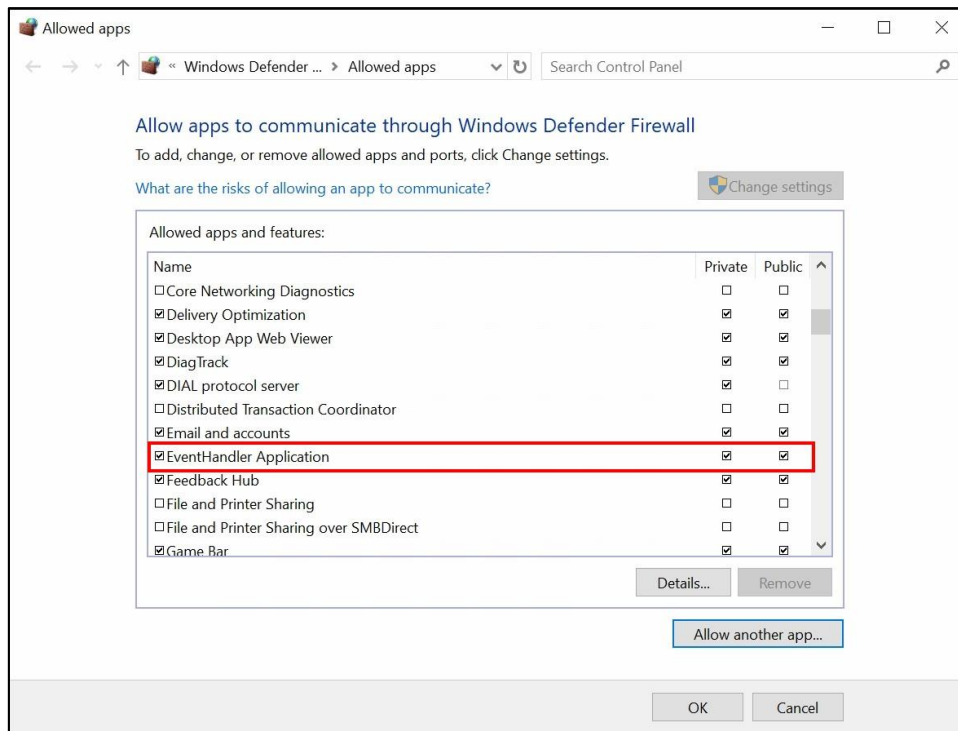 Allowed apps
« Windows Defender ... > Allowed apps
Search Control Panel
Allow apps to communicate through Windows Defender Firewall
To add, change, or remove allowed apps and ports, click Change settings.
What are the risks of allowing an app to communicate?
Change settings
Allowed apps and features:
Name Private Public
Core Networking Diagnostics
Delivery Optimization
Desktop App Web Viewer
DiagTrack
DIAL protocol server
Distributed Transaction Coordinator
Email and accounts
EventHandler Application
Feedback Hub
File and Printer Sharing
File and Printer Sharing over SMBDirect
Game Bar
Details... Remove
Allow another app...
OK Cancel